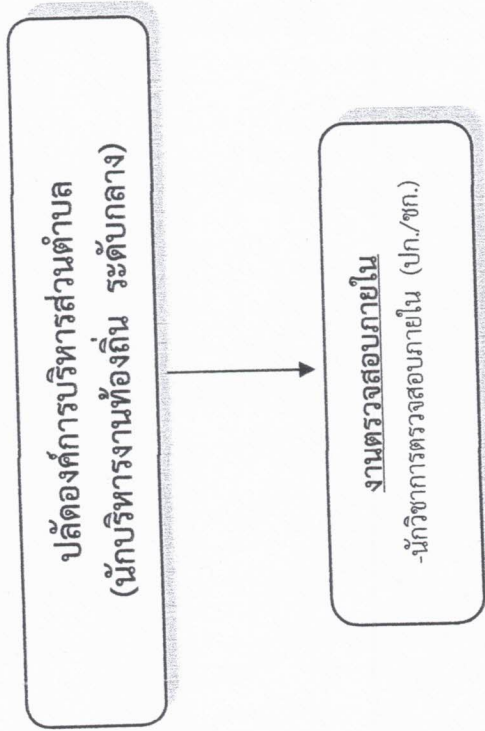 ปลัดองค์การบริหารส่วนตำบล
(นักบริหารงานท้องถิ่น ระดับกลาง)
งานตรวจสอบภายใน
-นักวิชาการตรวจสอบภายใน (ปก./ชก.)